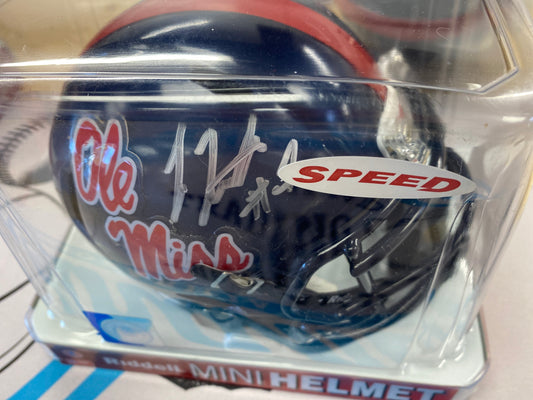 Ole
Miss
SPEED
Riddell MINI HELMET